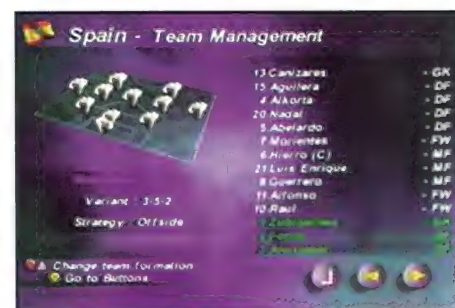 Spain - Team Management
13 Canizares - GK
15 Aguilera - DF
4 Alkorta - DF
20 Nadal - DF
5 Abelardo - DF
7 Morientes - FW
6 Hierro (C) - MF
21 Luis Enrique - MF
8 Guerrero - MF
11 Alfonso - FW
10 Raul - FW
Variant : 3-5-2
Strategy : Offside
Change team formation
Go to Buttons